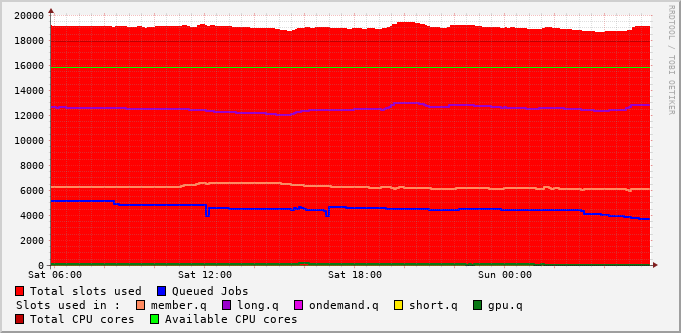 20000
18000
16000
14000
12000
10000
8000
6000
4000
2000
0
Sat 06:00 Sat 12:00 Sat 18:00 Sun 00:00
Total slots used Queued Jobs
Slots used in : member.q long.q ondemand.q short.q gpu.q
Total CPU cores Available CPU cores
RRDTOOL / TOBI OETIKER